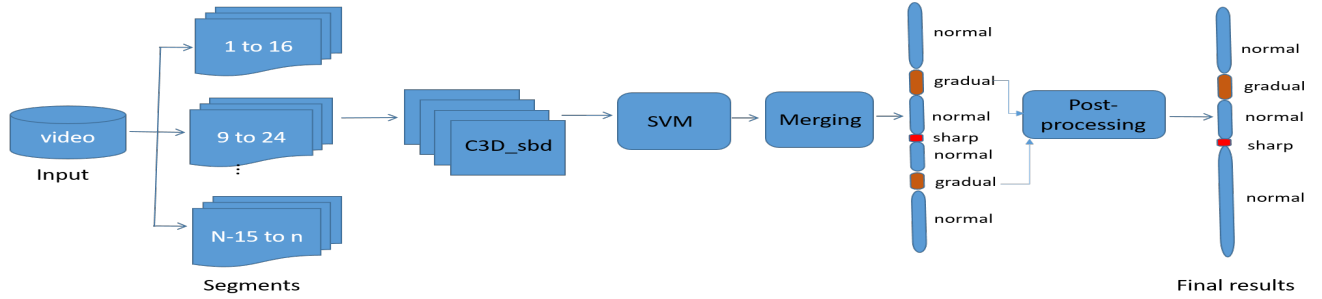 video
Input
1 to 16
9 to 24
...
N-15 to n
Segments
C3D_sbd
SVM
Merging
normal
gradual
normal
sharp
normal
gradual
normal
Post-
processing
normal
gradual
normal
sharp
normal
Final results